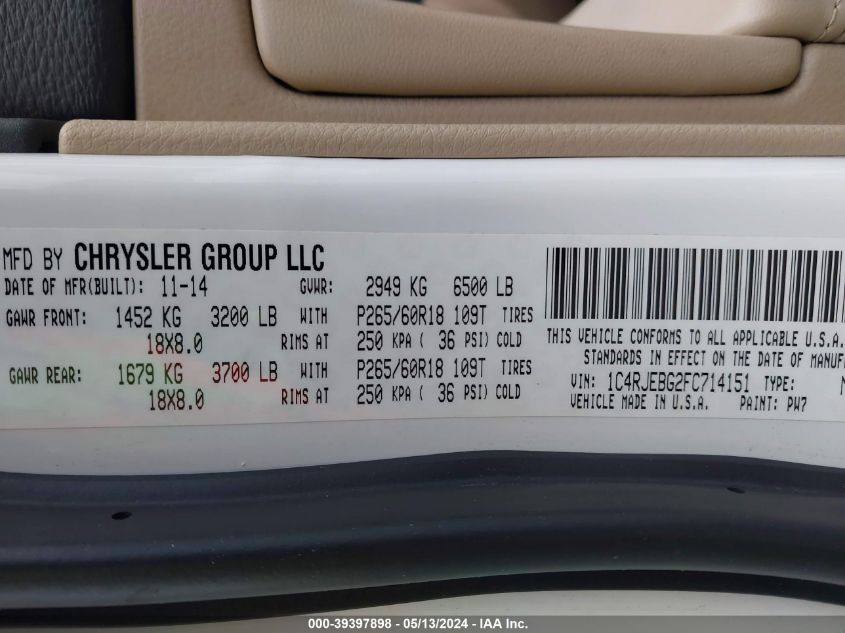 MFD BY CHRYSLER GROUP LLC
DATE OF MFR(BUILT): 11-14 GVWR: 2949 KG 6500 LB
GAWR FRONT: 1452 KG 3200 LB WITH P265/60R18 109T TIRES
18X8.0 RIMS AT 250 KPA ( 36 PSI) COLD
GAWR REAR: 1679 KG 3700 LB WITH P265/60R18 109T TIRES
18X8.0 RIMS AT 250 KPA ( 36 PSI) COLD
THIS VEHICLE CONFORMS TO ALL APPLICABLE U.S.A.
STANDARDS IN EFFECT ON THE DATE OF MANUF
VIN: 1C4RJEBG2FC714151 TYPE: M
VEHICLE MADE IN U.S.A. PAINT: PW7
000-39397898 - 05/13/2024 - IAA Inc.